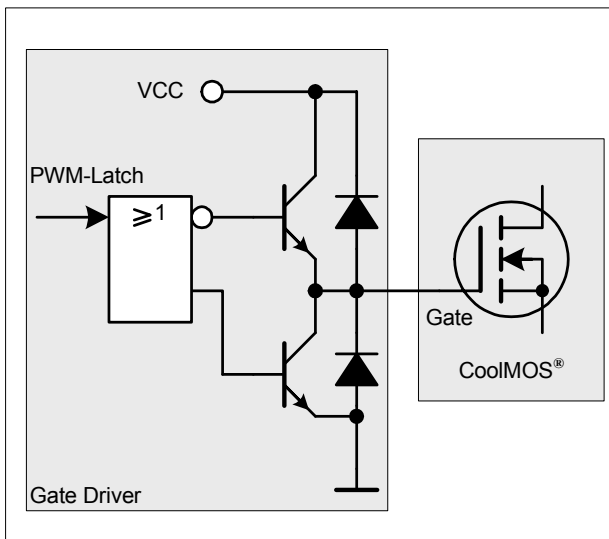 VCC
PWM-Latch
≥1
Gate
CoolMOS®
Gate Driver